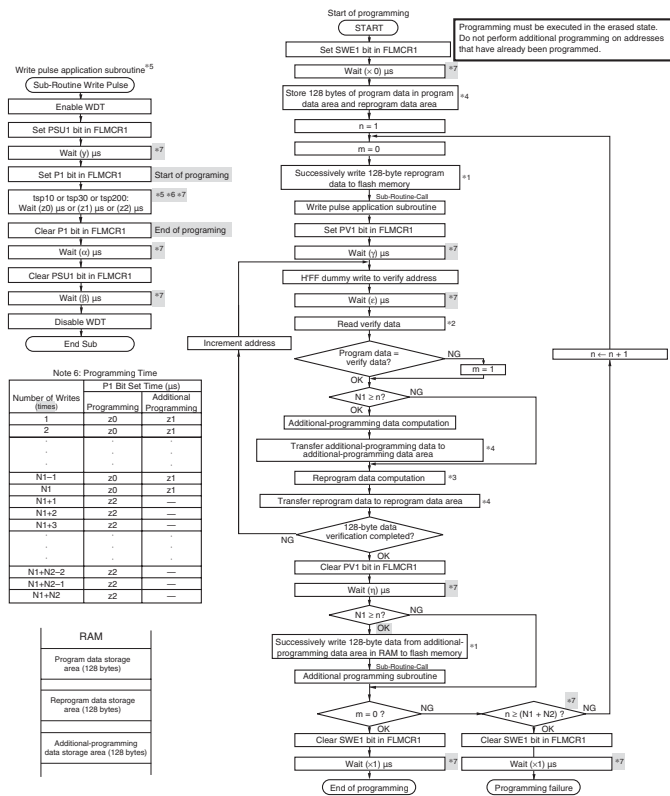 Start of programming
START
Programming must be executed in the erased state.
Do not perform additional programming on addresses
that have already been programmed.
Set SWE1 bit in FLMCR1
Wait (× 0) μs
*7
Store 128 bytes of program data in program
data area and reprogram data area
*4
n = 1
m = 0
Successively write 128-byte reprogram
data to flash memory
*1
Sub-Routine-Call
Write pulse application subroutine
Set PV1 bit in FLMCR1
Wait (γ) μs
*7
H'FF dummy write to verify address
Wait (ε) μs
*7
Read verify data
*2
Increment address
Program data =
verify data?
NG
m = 1
OK
n ← n + 1
N1 ≥ n?
NG
OK
Additional-programming data computation
Transfer additional-programming data to
additional-programming data area
*4
Reprogram data computation
*3
Transfer reprogram data to reprogram data area
*4
128-byte data
verification completed?
NG
OK
Clear PV1 bit in FLMCR1
Wait (η) μs
*7
N1 ≥ n?
NG
OK
Successively write 128-byte data from additional-
programming data area in RAM to flash memory
*1
Sub-Routine-Call
Additional programming subroutine
m = 0 ?
NG
OK
n ≥ (N1 + N2) ?
*7
NG
OK
Clear SWE1 bit in FLMCR1
Clear SWE1 bit in FLMCR1
Wait (×1) μs
*7
Wait (×1) μs
*7
End of programming
Programming failure
Write pulse application subroutine*5
Sub-Routine Write Pulse
Enable WDT
Set PSU1 bit in FLMCR1
Wait (y) μs
*7
Set P1 bit in FLMCR1
Start of programing
tsp10 or tsp30 or tsp200:
Wait (z0) μs or (z1) μs or (z2) μs
*5 *6 *7
Clear P1 bit in FLMCR1
End of programing
Wait (α) μs
*7
Clear PSU1 bit in FLMCR1
Wait (β) μs
*7
Disable WDT
End Sub
Note 6: Programming Time
P1 Bit Set Time (μs)
Number of Writes
(times)
Programming
Additional
Programming
1 z0 z1
2 z0 z1
. . .
. . .
. . .
N1–1 z0 z1
N1 z0 z1
N1+1 z2 —
N1+2 z2 —
N1+3 z2 —
. . .
. . .
. . .
N1+N2–2 z2 —
N1+N2–1 z2 —
N1+N2 z2 —
RAM
Program data storage
area (128 bytes)
Reprogram data storage
area (128 bytes)
Additional-programming
data storage area (128 bytes)